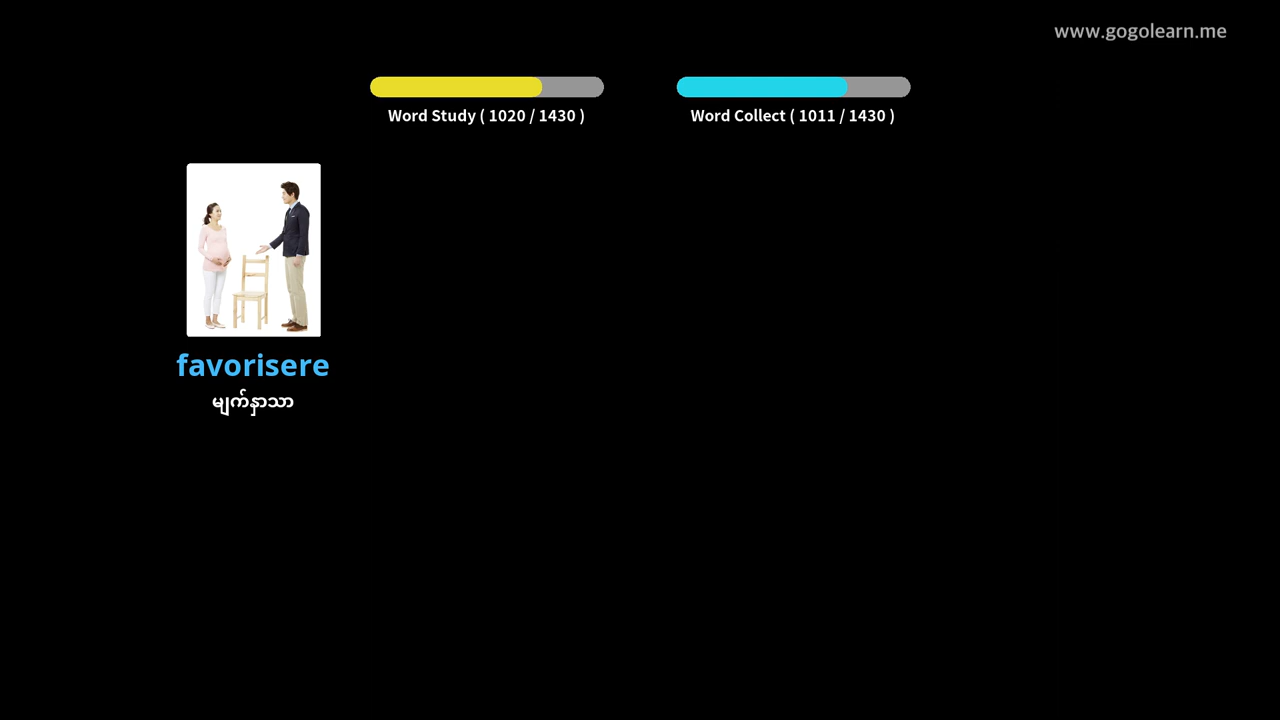 www.gogolearn.me
Word Study ( 1020 / 1430 )
Word Collect ( 1011 / 1430 )
favorisere
မျက်နှာသာ